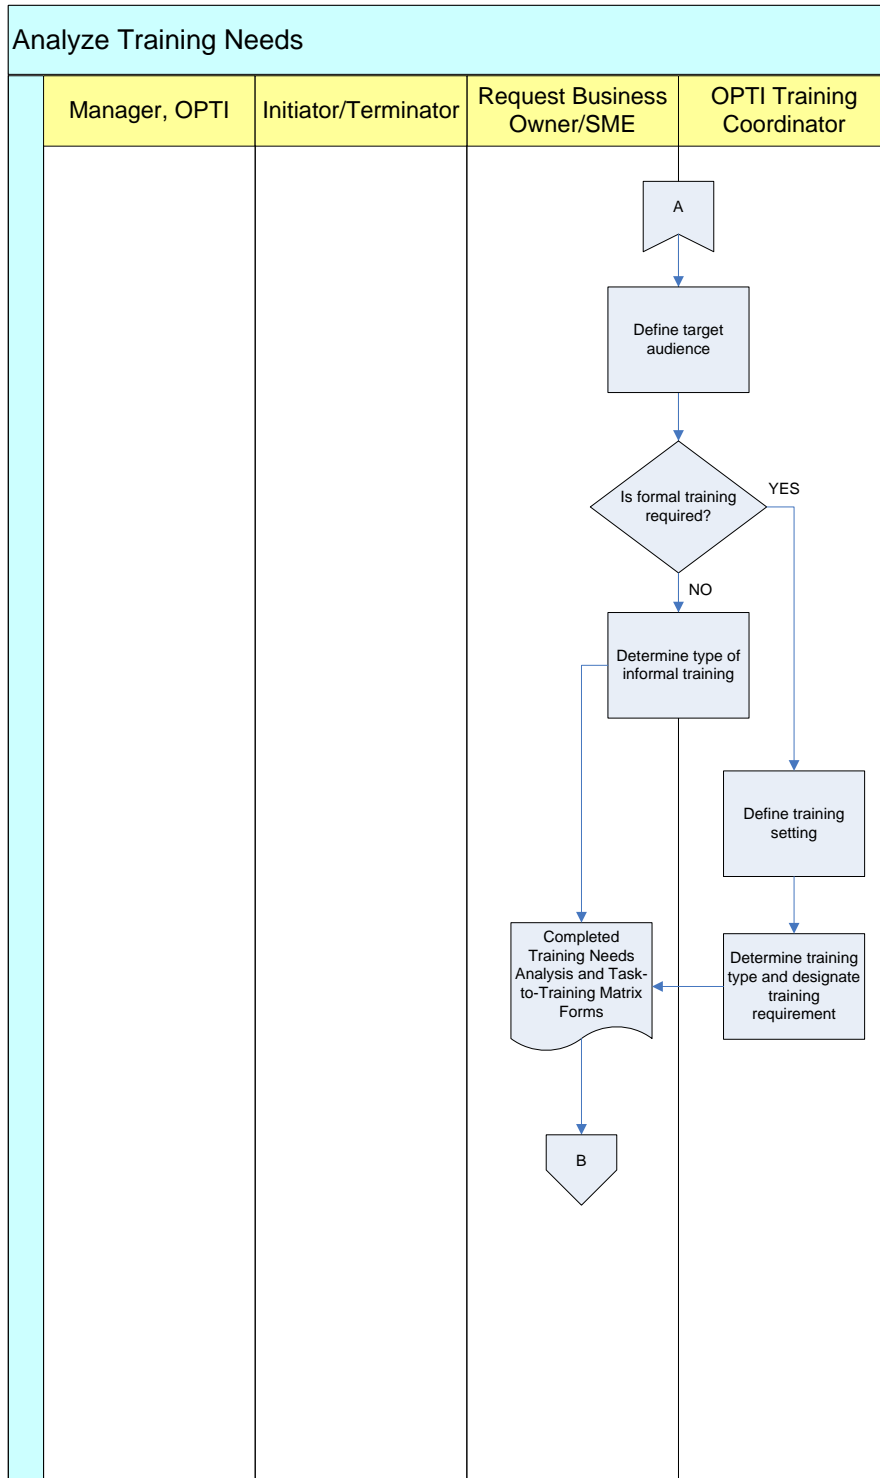 Analyze Training Needs
Manager, OPTI
Initiator/Terminator
Request Business
Owner/SME
OPTI Training
Coordinator
A
Define target
audience
Is formal training
required?
YES
NO
Determine type of
informal training
Define training
setting
Completed
Training Needs
Analysis and Task-
to-Training Matrix
Forms
Determine training
type and designate
training
requirement
B